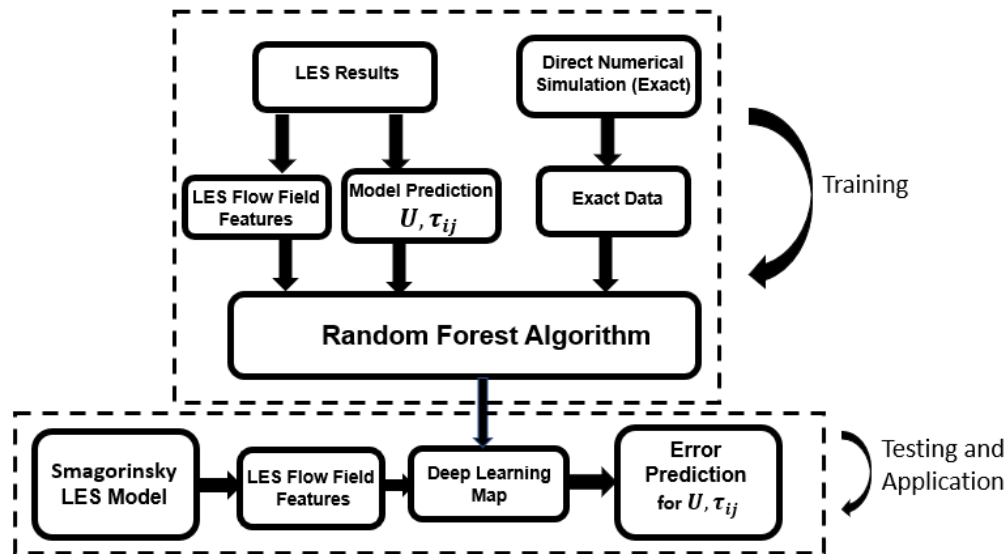 LES Results
Direct Numerical
Simulation (Exact)
LES Flow Field
Features
Model Prediction
U, τij
Exact Data
Training
Random Forest Algorithm
Smagorinsky
LES Model
LES Flow Field
Features
Deep Learning
Map
Error
Prediction
for U, τij
Testing and
Application